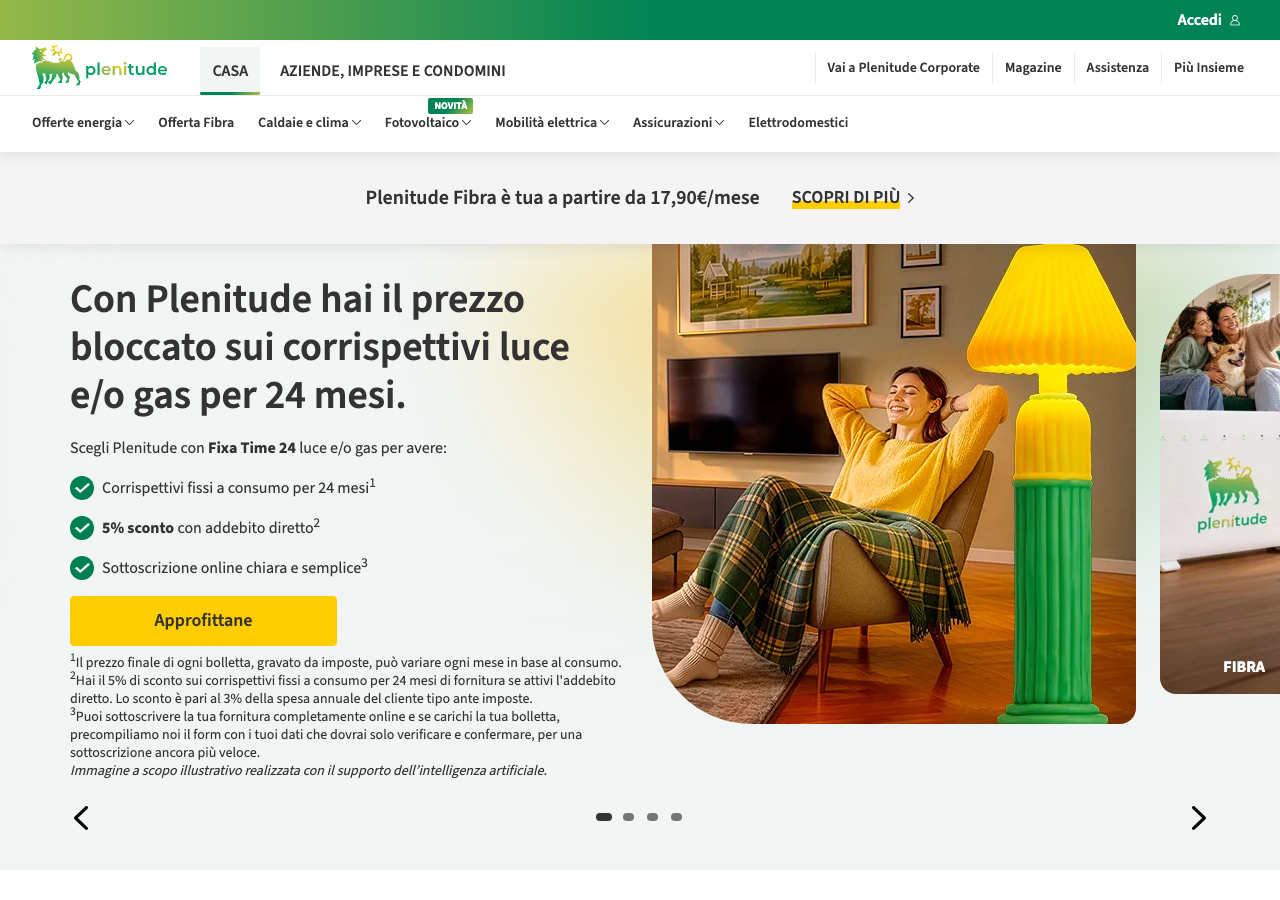 Accedi
plenitude
CASA
AZIENDE, IMPRESE E CONDOMINI
Vai a Plenitude Corporate
Magazine
Assistenza
Più Insieme
NOVITÀ
Offerte energia
Offerta Fibra
Caldaie e clima
Fotovoltaico
Mobilità elettrica
Assicurazioni
Elettrodomestici
Plenitude Fibra è tua a partire da 17,90€/mese
SCOPRI DI PIÙ
Con Plenitude hai il prezzo
bloccato sui corrispettivi luce
e/o gas per 24 mesi.
Scegli Plenitude con Fixa Time 24 luce e/o gas per avere:
Corrispettivi fissi a consumo per 24 mesi¹
5% sconto con addebito diretto²
Sottoscrizione online chiara e semplice³
Approfittane
¹Il prezzo finale di ogni bolletta, gravato da imposte, può variare ogni mese in base al consumo.
²Hai il 5% di sconto sui corrispettivi fissi a consumo per 24 mesi di fornitura se attivi l'addebito
diretto. Lo sconto è pari al 3% della spesa annuale del cliente tipo ante imposte.
³Puoi sottoscrivere la tua fornitura completamente online e se carichi la tua bolletta,
precompiliamo noi il form con i tuoi dati che dovrai solo verificare e confermare, per una
sottoscrizione ancora più veloce.
Immagine a scopo illustrativo realizzata con il supporto dell’intelligenza artificiale.
plenitude
FIBRA